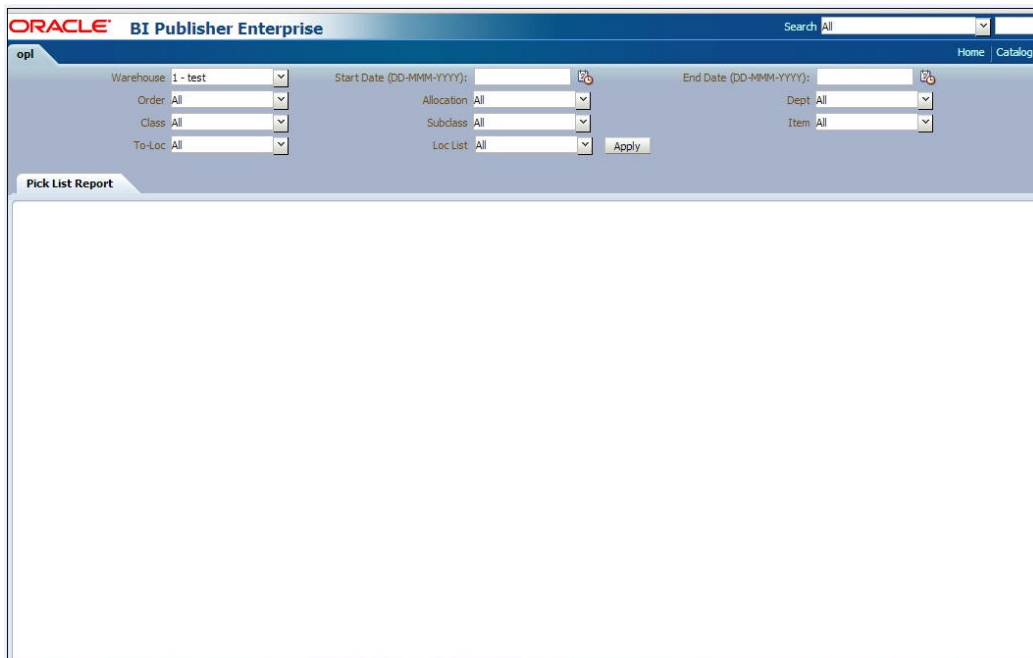 ORACLE BI Publisher Enterprise Search All
opl Home Catalog
Warehouse 1 - test Start Date (DD-MMM-YYYY): End Date (DD-MMM-YYYY):
Order All Allocation All Dept All
Class All Subclass All Item All
To-Loc All Loc List All Apply
Pick List Report